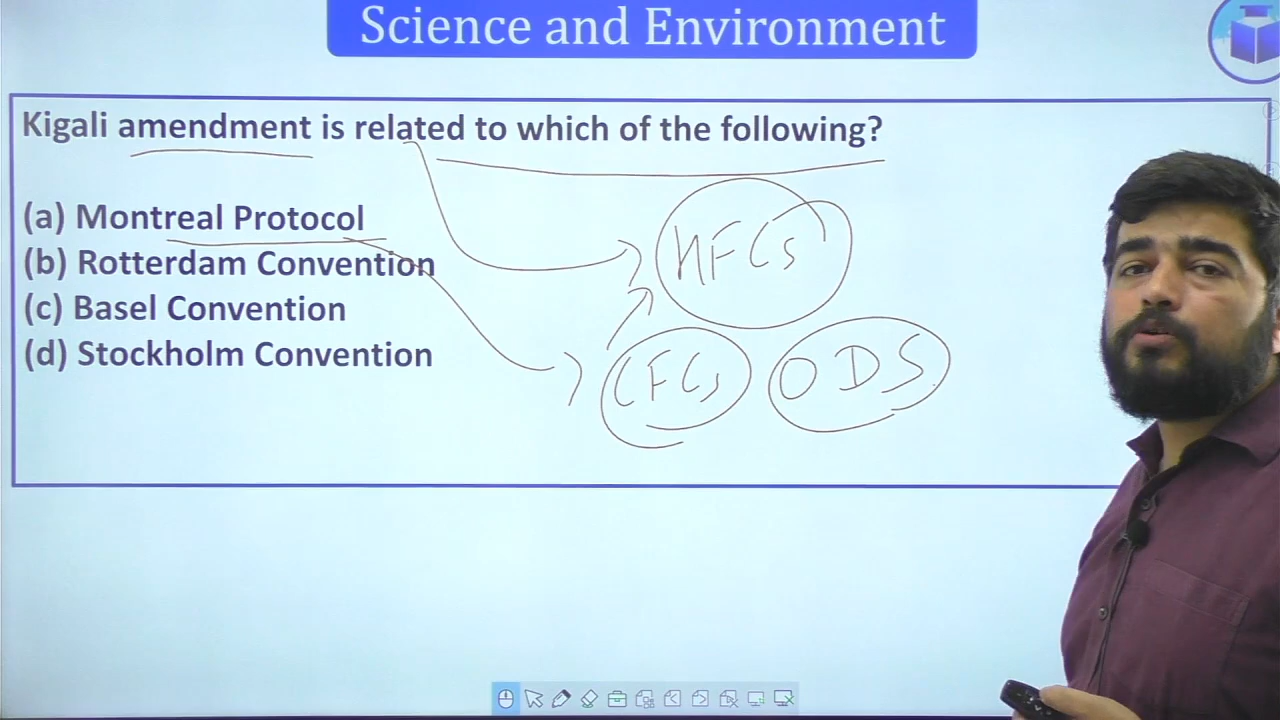 Science and Environment
Kigali amendment is related to which of the following?
(a) Montreal Protocol
(b) Rotterdam Convention
(c) Basel Convention
(d) Stockholm Convention
HFCs
CFCs
ODS